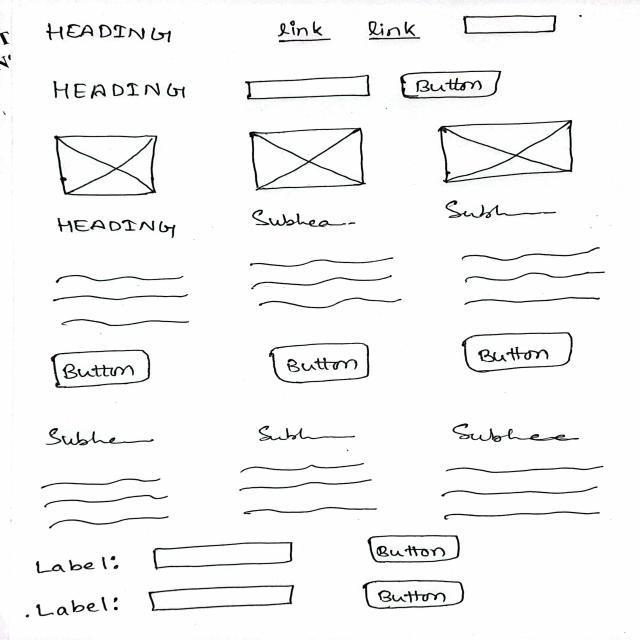 HEADING link link
HEADING Button
HEADING Subhea Subh
Button Button Button
Subhe Subh Subhee
Label: Button
.Label: Button